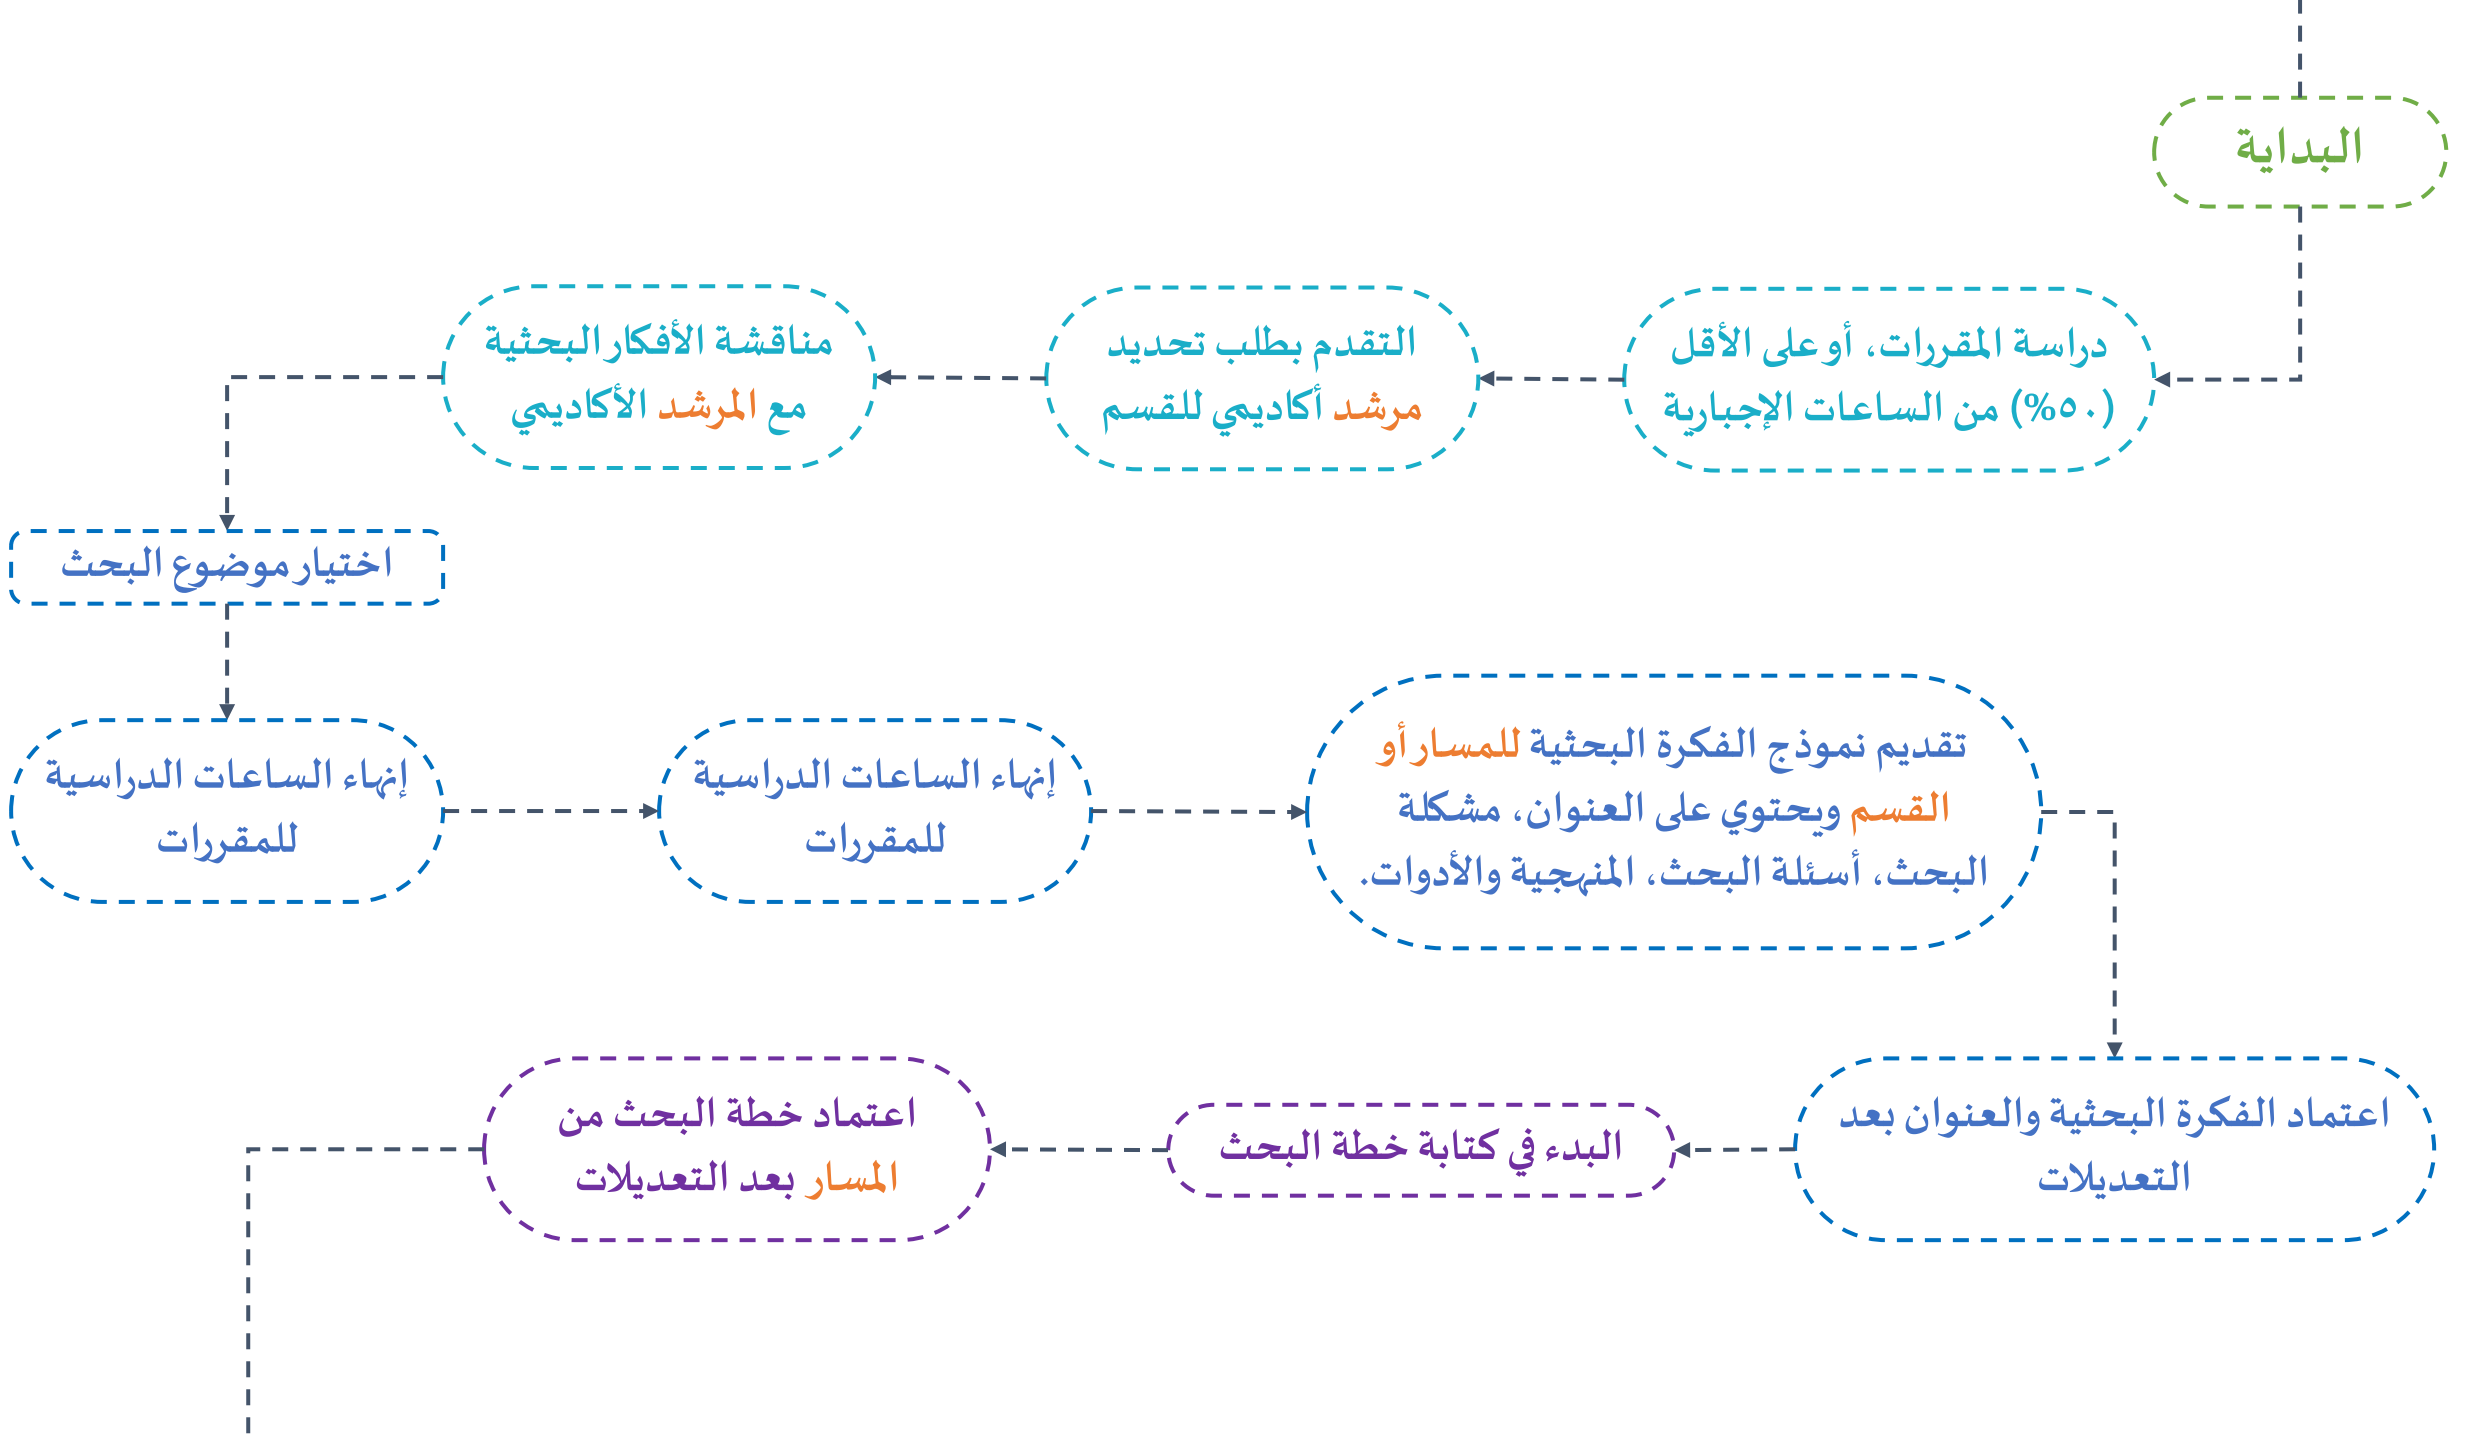 البداية
دراسة المقررات، أو على الأقل
(٥٠%) من الساعات الإجبارية
التقدم بطلب تحديد
مرشد أكاديمي للقسم
مناقشة الأفكار البحثية
مع المرشد الأكاديمي
اختيار موضوع البحث
إنهاء الساعات الدراسية
للمقررات
إنهاء الساعات الدراسية
للمقررات
تقديم نموذج الفكرة البحثية للمسار أو
القسم ويحتوي على العنوان، مشكلة
البحث، أسئلة البحث، المنهجية والأدوات.
اعتماد الفكرة البحثية والعنوان بعد
التعديلات
البدء في كتابة خطة البحث
اعتماد خطة البحث من
المسار بعد التعديلات